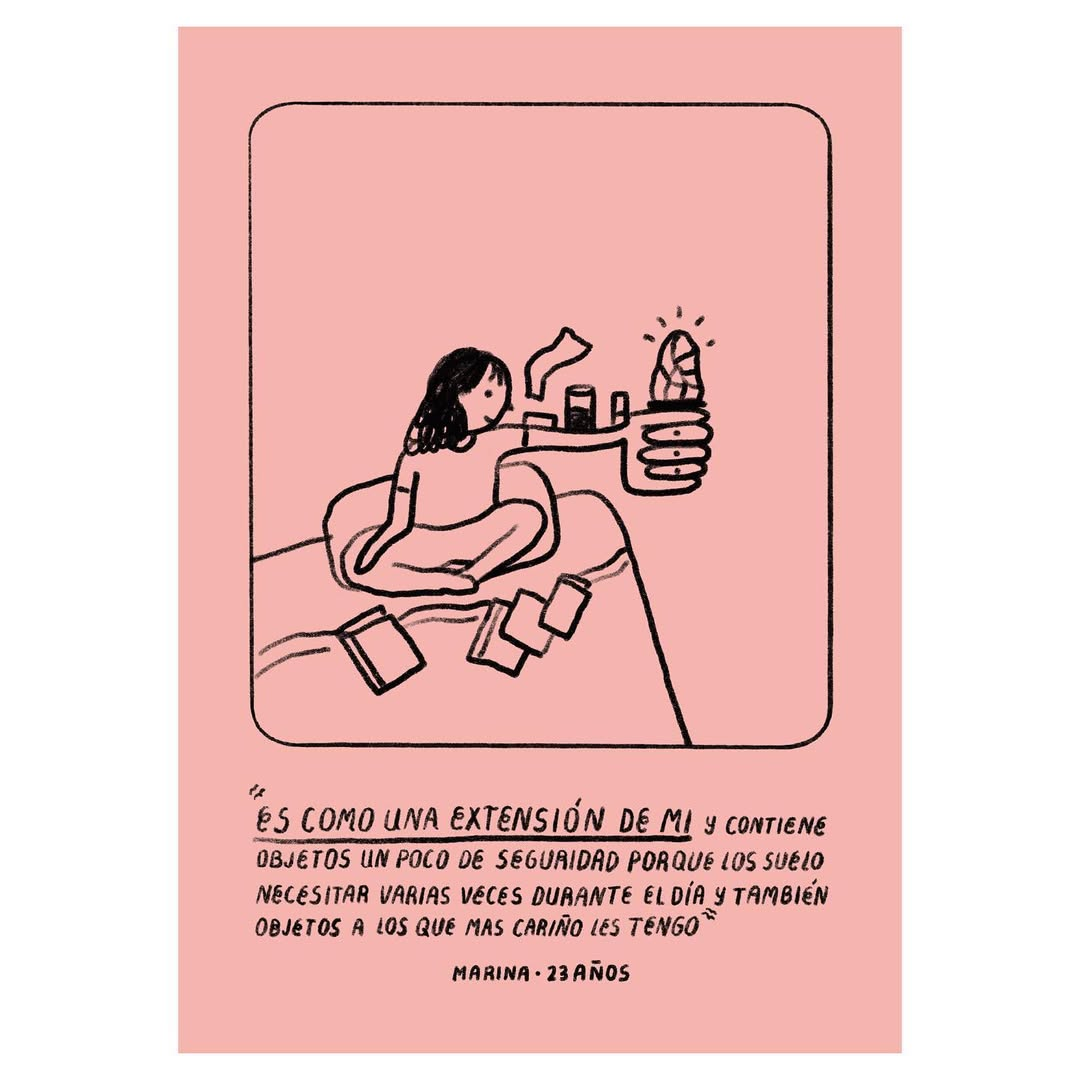 "ES COMO UNA EXTENSIÓN DE MI Y CONTIENE
OBJETOS UN POCO DE SEGURIDAD PORQUE LOS SUELO
NECESITAR VARIAS VECES DURANTE EL DÍA Y TAMBIÉN
OBJETOS A LOS QUE MAS CARIÑO LES TENGO"
MARINA · 23 AÑOS